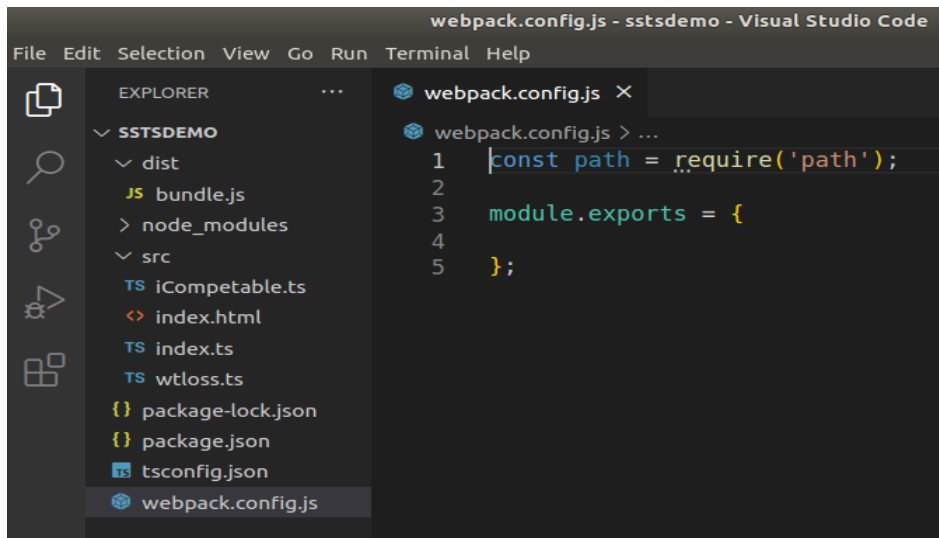 webpack.config.js - sstsdemo - Visual Studio Code
File Edit Selection View Go Run Terminal Help
EXPLORER ...
SSTSDEMO
dist
JS bundle.js
node_modules
src
TS iCompetable.ts
<> index.html
TS index.ts
TS wtloss.ts
{} package-lock.json
{} package.json
TS tsconfig.json
webpack.config.js
webpack.config.js ×
webpack.config.js > ...
1 const path = require('path');
2
3 module.exports = {
4
5 };